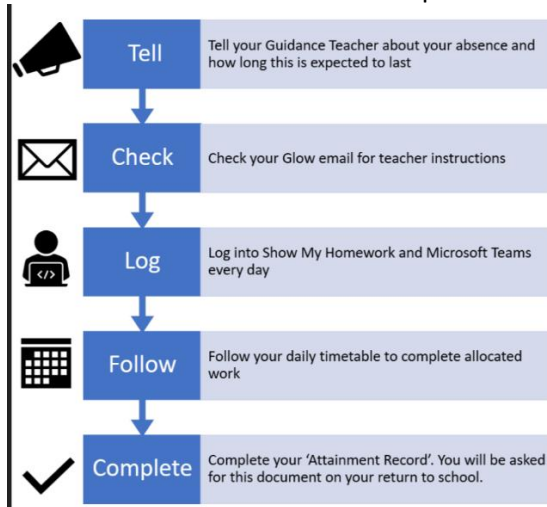 Tell
Tell your Guidance Teacher about your absence and
how long this is expected to last
Check
Check your Glow email for teacher instructions
Log
Log into Show My Homework and Microsoft Teams
every day
Follow
Follow your daily timetable to complete allocated
work
Complete
Complete your ‘Attainment Record’. You will be asked
for this document on your return to school.